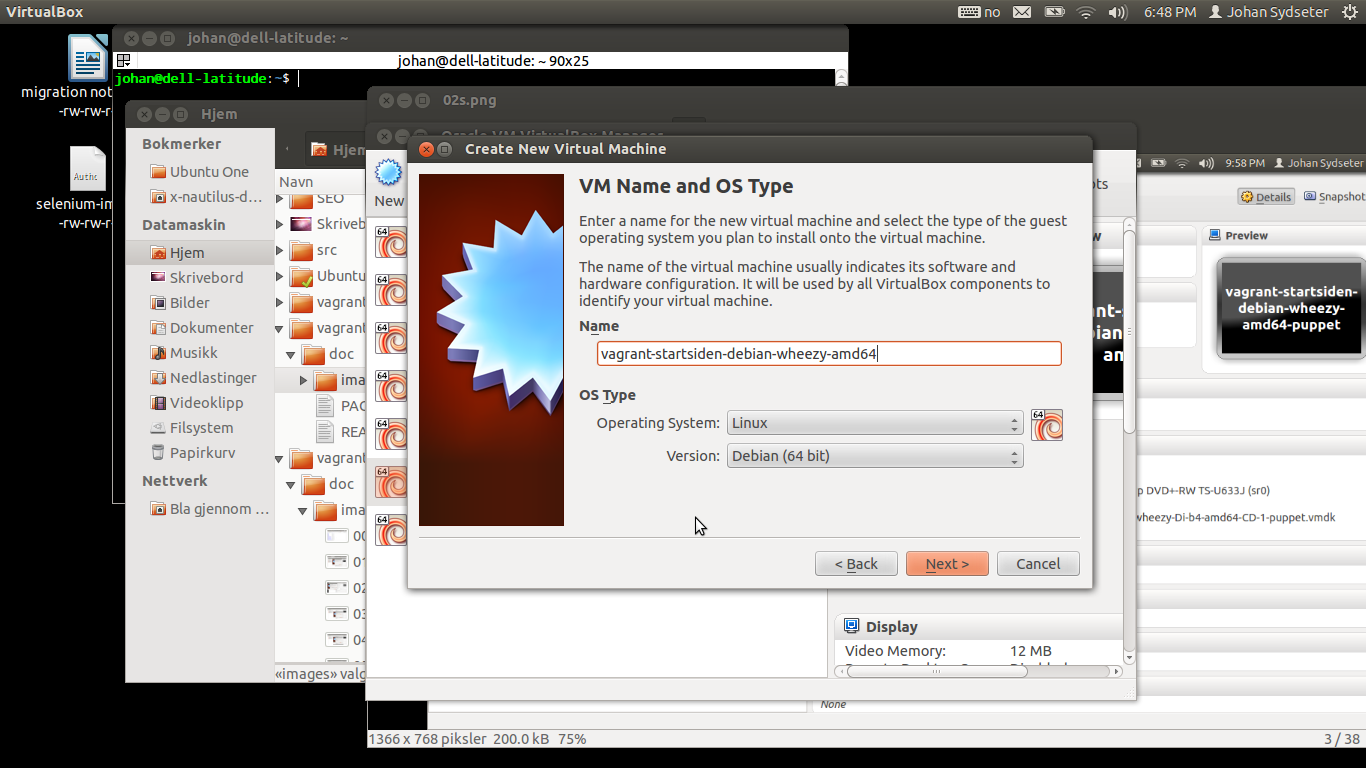 VirtualBox
no
6:48 PM
Johan Sydseter
johan@dell-latitude: ~
johan@dell-latitude: ~ 90x25
johan@dell-latitude:~$
migration not
-rw-rw-r
Autho
selenium-im
-rw-rw-r
Hjem
Bokmerker
Ubuntu One
x-nautilus-d...
Datamaskin
Hjem
Skrivebord
Bilder
Dokumenter
Musikk
Nedlastinger
Videoklipp
Filsystem
Papirkurv
Nettverk
Bla gjennom ...
Hjem
Navn
SEO
Skriveb
src
Ubuntu
vagrant
vagrant
doc
ima
PAC
REA
vagrant
doc
ima
00
01
02
03
04
«images» valg
02s.png
Oracle VM VirtualBox Manager
New
64
64
64
64
64
64
64
Create New Virtual Machine
VM Name and OS Type
Enter a name for the new virtual machine and select the type of the guest
operating system you plan to install onto the virtual machine.
The name of the virtual machine usually indicates its software and
hardware configuration. It will be used by all VirtualBox components to
identify your virtual machine.
Name
vagrant-startsiden-debian-wheezy-amd64
OS Type
Operating System:
Linux
64
Version:
Debian (64 bit)
< Back
Next >
Cancel
Display
Video Memory:
12 MB
9:58 PM
Johan Sydseter
Details
Snapshot
Preview
vagrant-startsiden-
debian-wheezy-
amd64-puppet
p DVD+-RW TS-U633J (sr0)
wheezy-Di-b4-amd64-CD-1-puppet.vmdk
None
1366 x 768 piksler
200.0 kB
75%
3 / 38